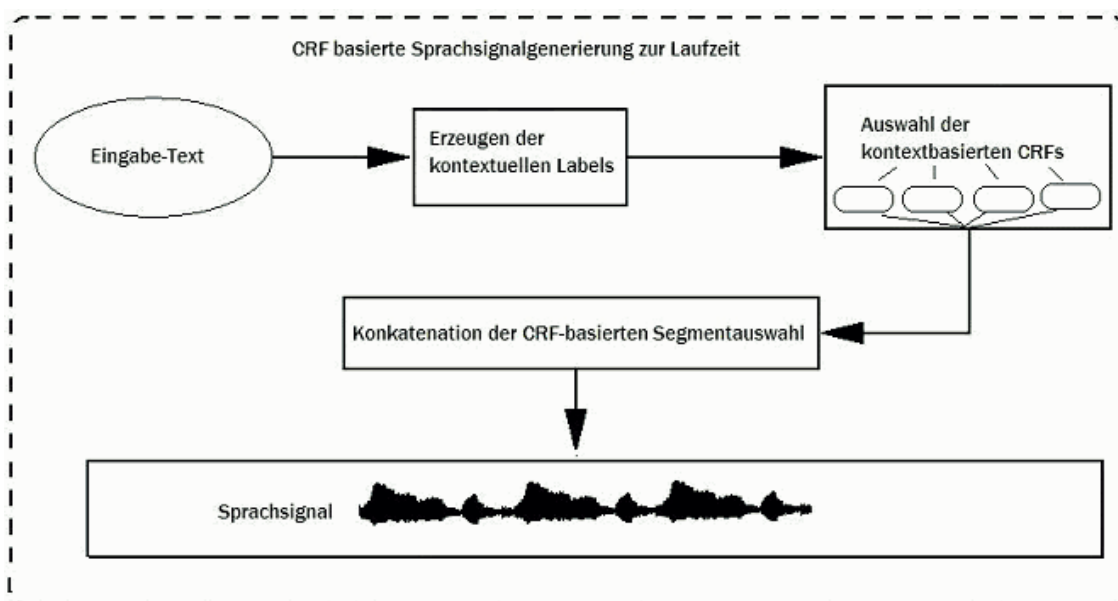 CRF basierte Sprachsignalgenerierung zur Laufzeit
Eingabe-Text
Erzeugen der
kontextuellen Labels
Auswahl der
kontextbasierten CRFs
Konkatenation der CRF-basierten Segmentauswahl
Sprachsignal